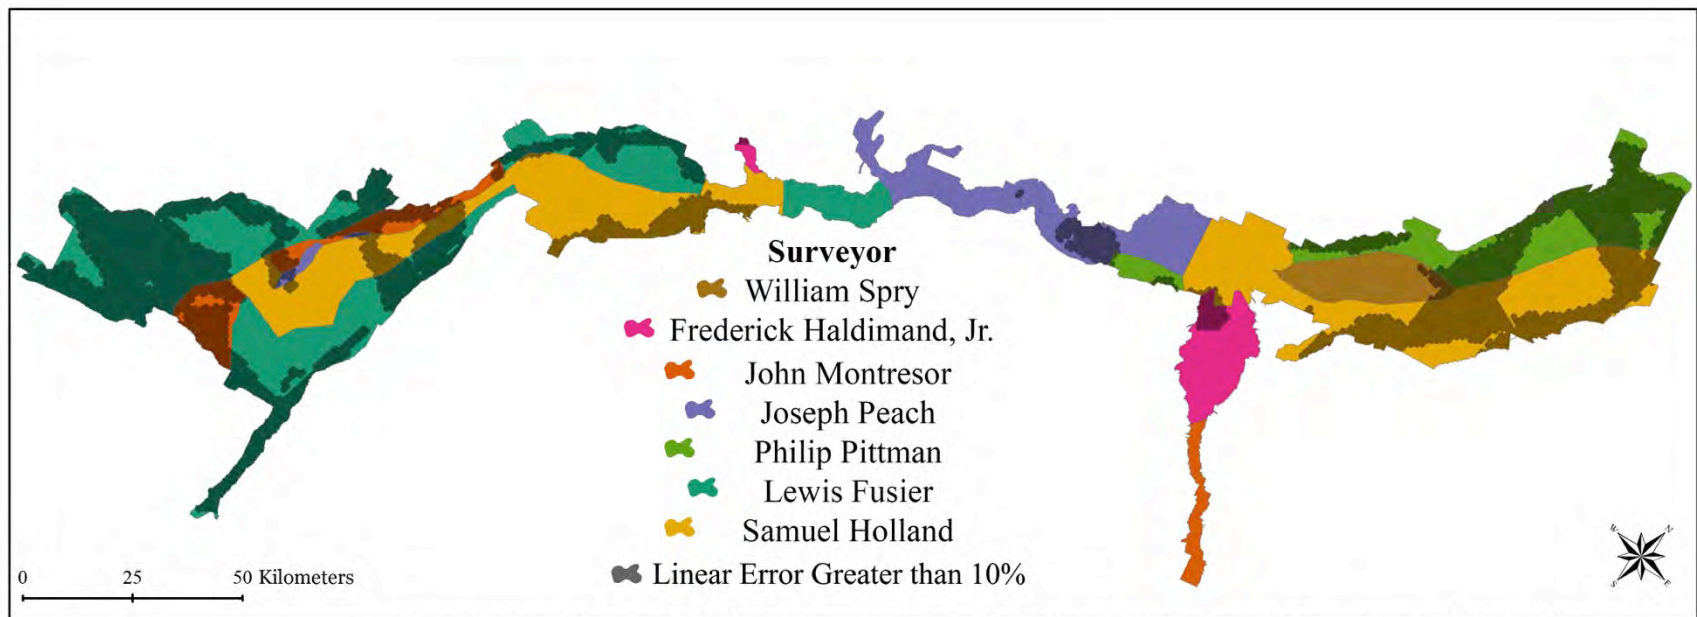 Surveyor
William Spry
Frederick Haldimand, Jr.
John Montresor
Joseph Peach
Philip Pittman
Lewis Fusier
Samuel Holland
Linear Error Greater than 10%
0 25 50 Kilometers
W N
S E